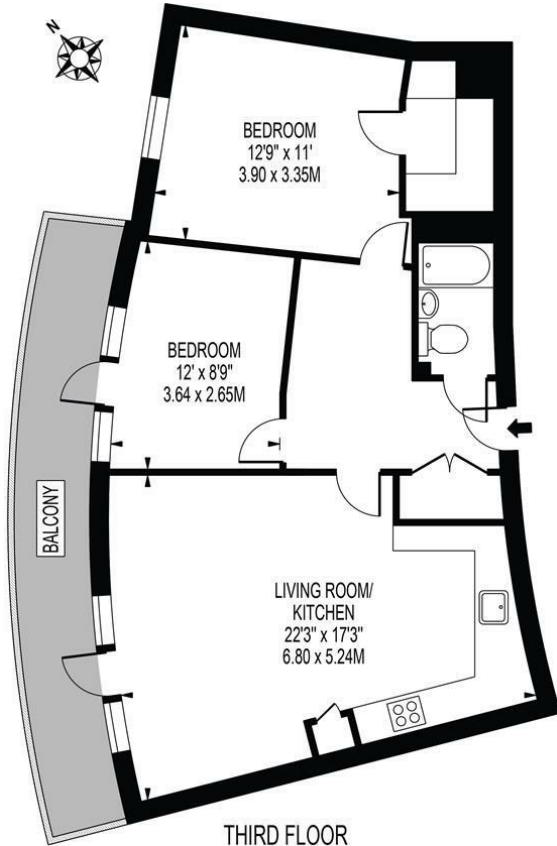 N
BEDROOM
12'9" x 11'
3.90 x 3.35M
BEDROOM
12' x 8'9"
3.64 x 2.65M
BALCONY
LIVING ROOM/
KITCHEN
22'3" x 17'3"
6.80 x 5.24M
THIRD FLOOR